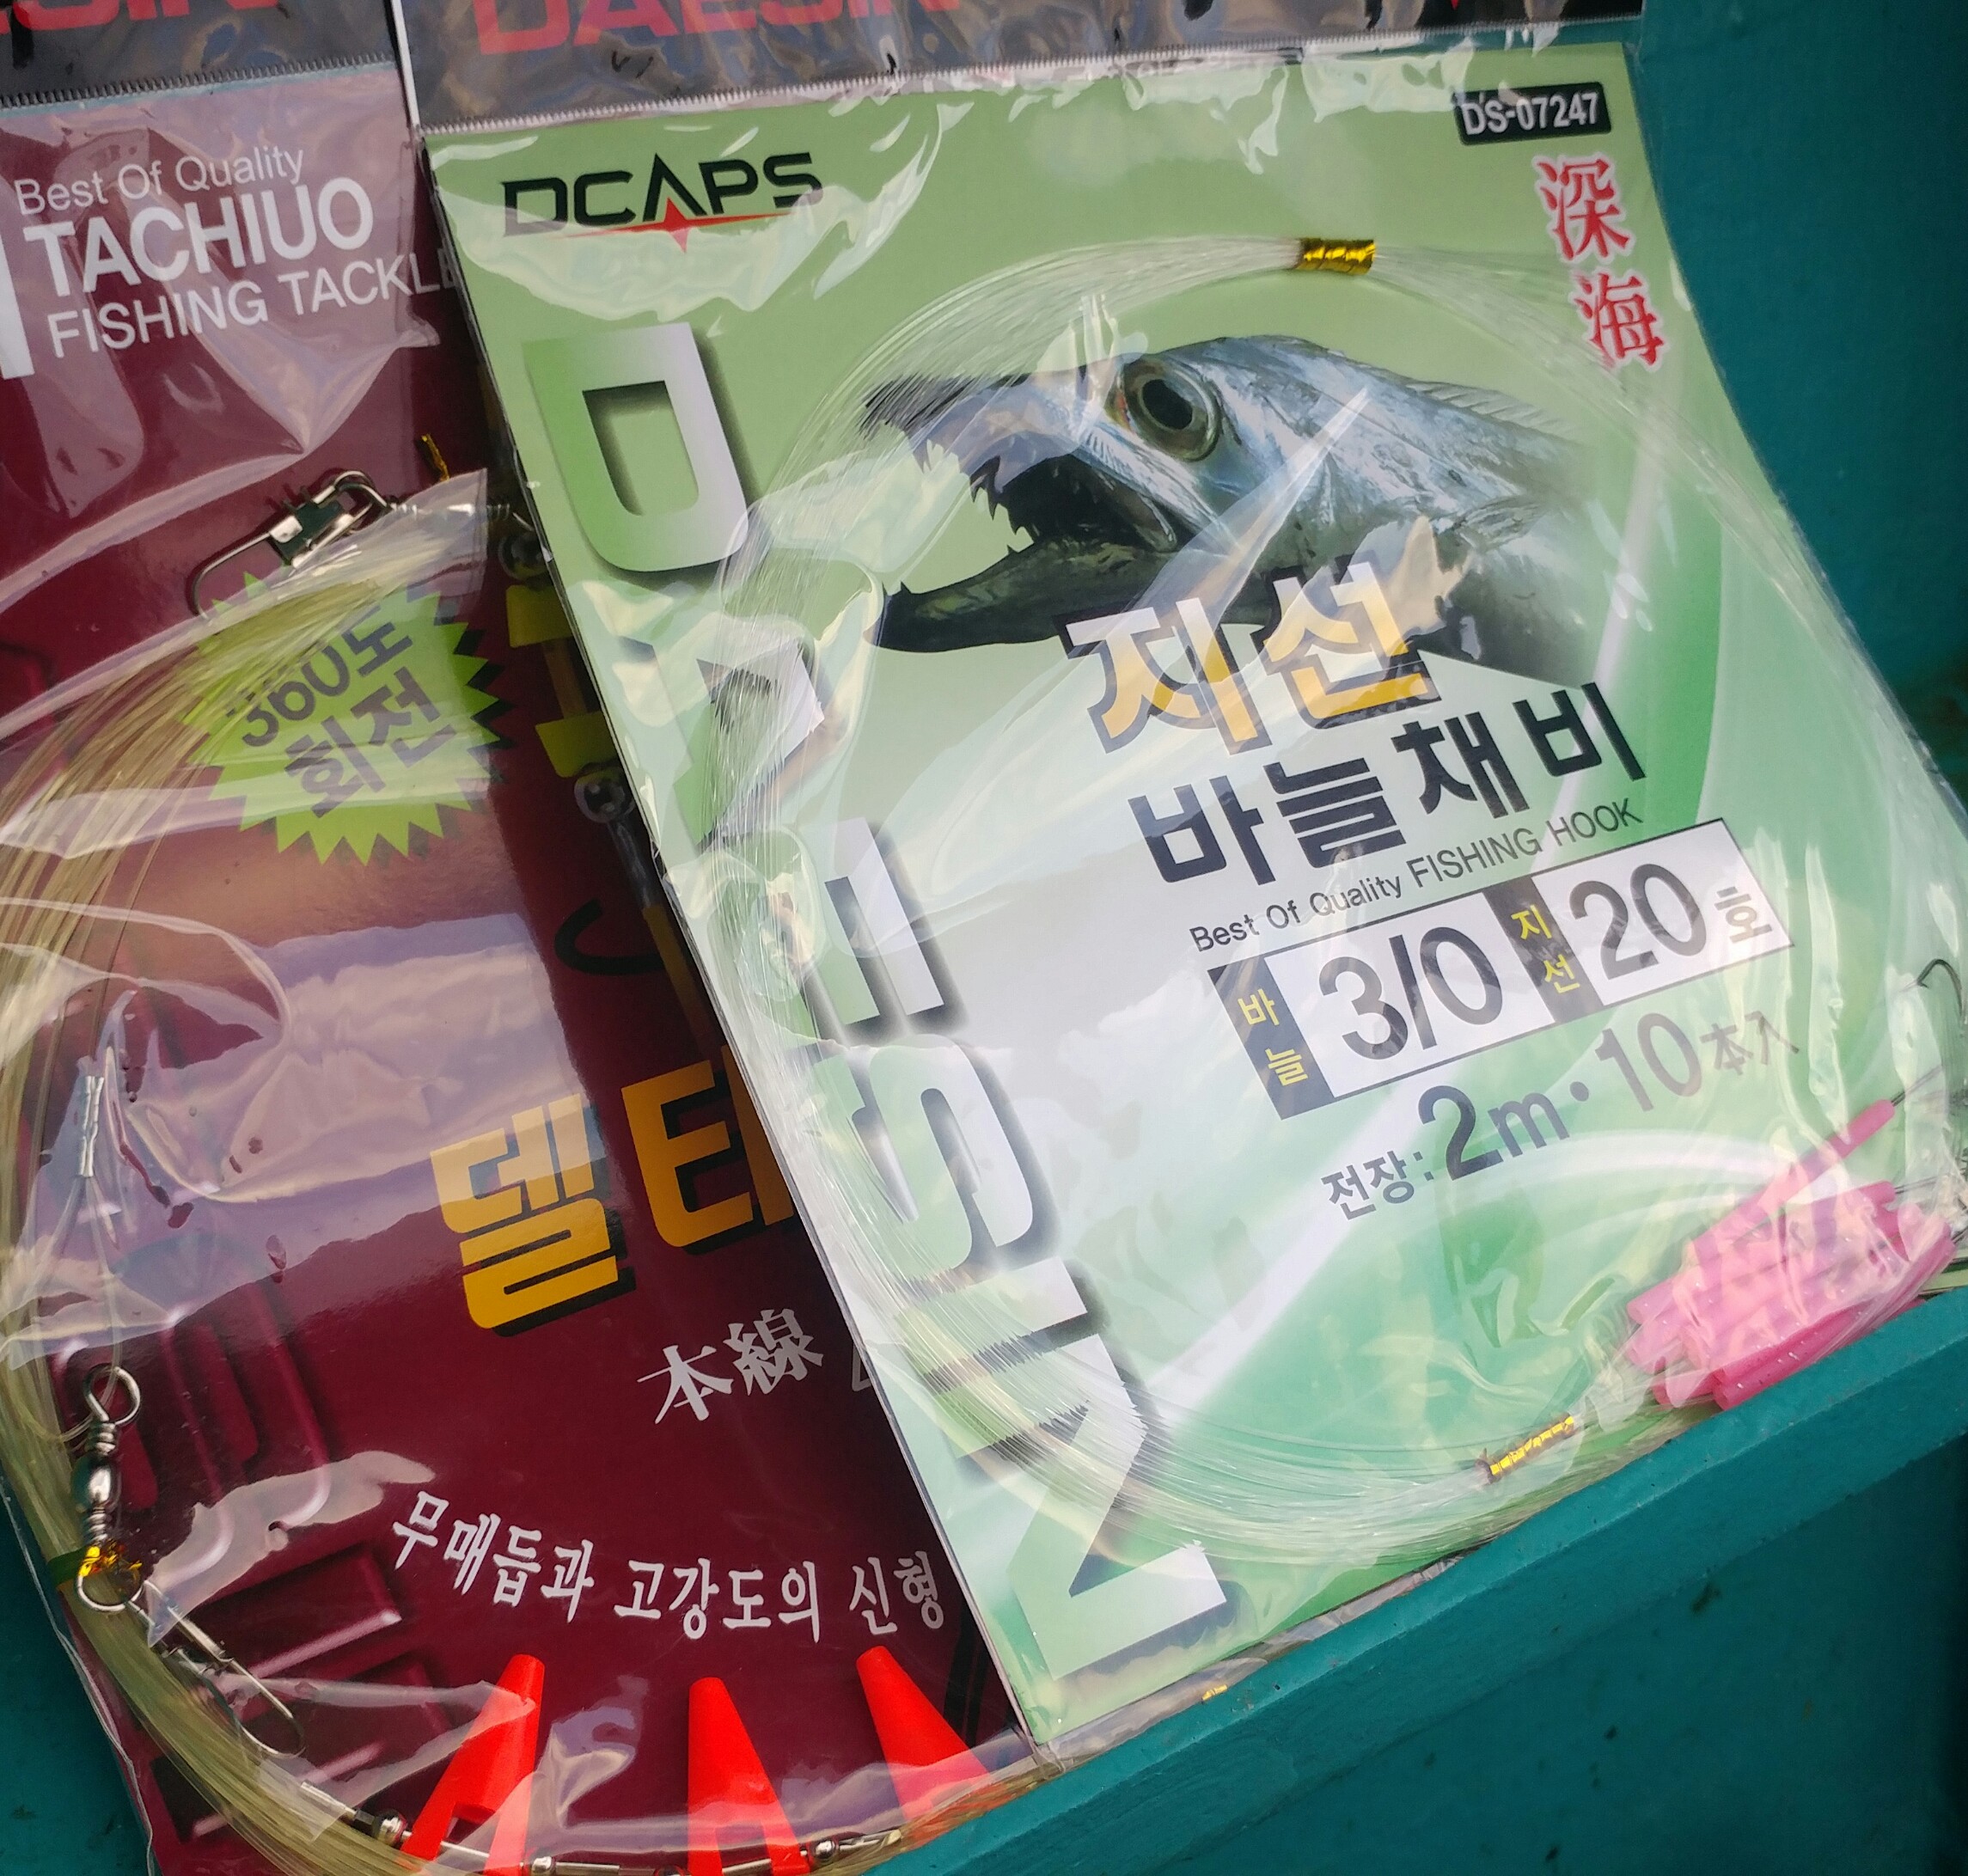 DAESIN
Best Of Quality
TACHIUO
FISHING TACKLE
360도
회전
델타
本線
무매듭과 고강도의 신형
DCAPS
DS-07247
深海
DAESIN
지선
바늘채비
Best Of Quality FISHING HOOK
바늘 3/0 지선 20호
전장:2m·10本入